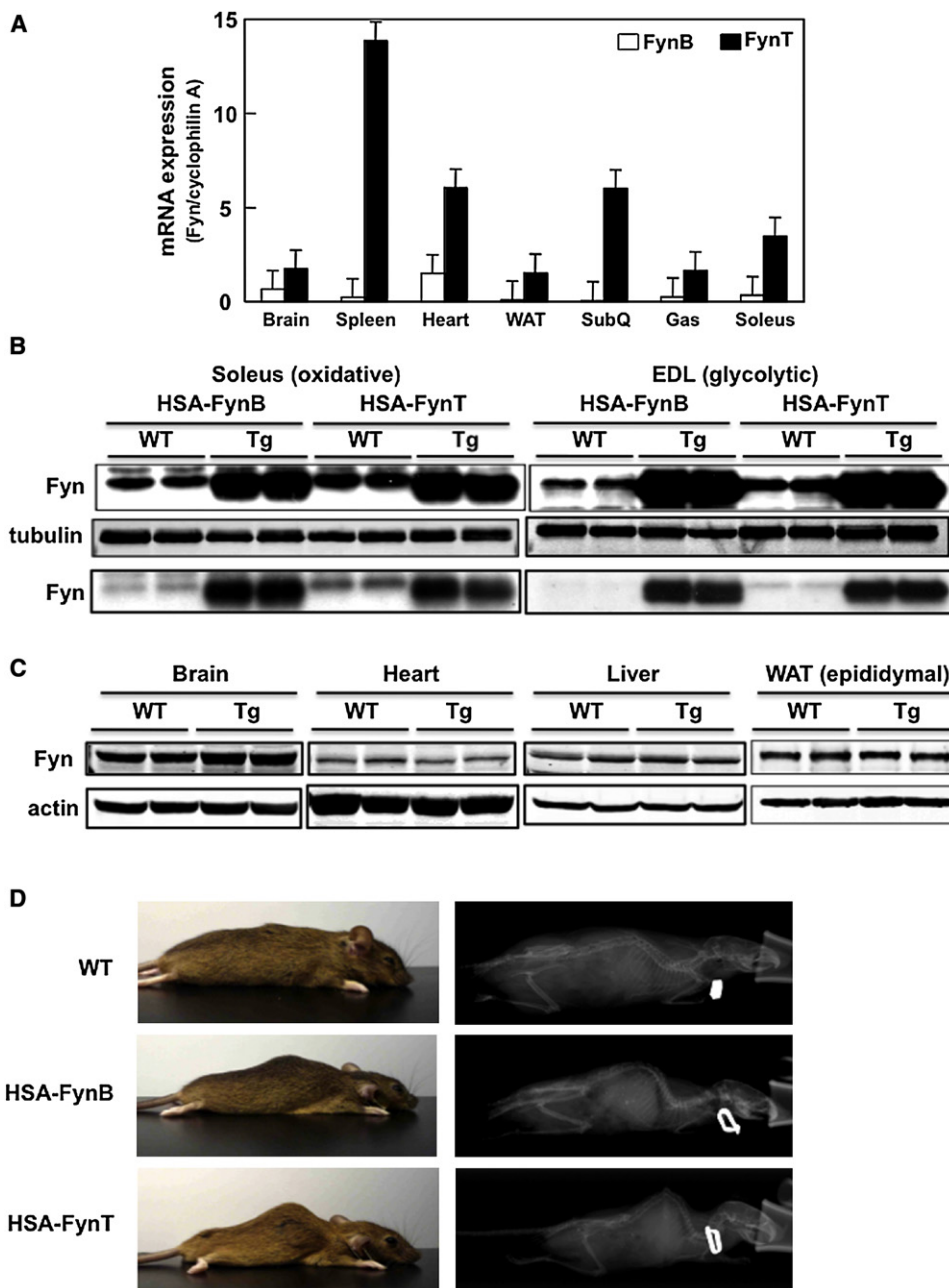 A
mRNA expression
(Fyn/cyclophilin A)
15
10
5
0
FynB FynT
Brain Spleen Heart WAT SubQ Gas Soleus
B
Soleus (oxidative) EDL (glycolytic)
HSA-FynB HSA-FynT HSA-FynB HSA-FynT
WT Tg WT Tg WT Tg WT Tg
Fyn
tubulin
Fyn
C
Brain Heart Liver WAT (epididymal)
WT Tg WT Tg WT Tg WT Tg
Fyn
actin
D
WT
HSA-FynB
HSA-FynT